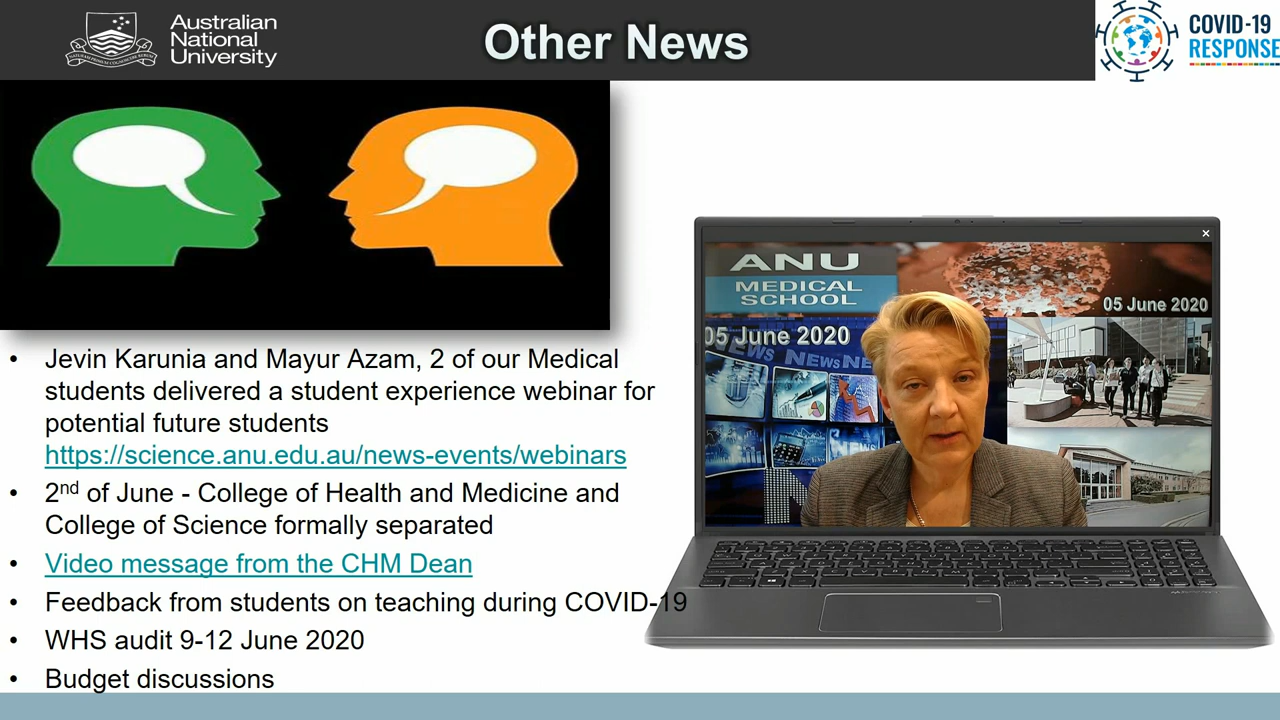 Australian
National
University
Other News
COVID-19
RESPONSE
ANU
MEDICAL
SCHOOL
05 June 2020
05 June 2020
NEWS NEWS NE
• Jevin Karunia and Mayur Azam, 2 of our Medical
students delivered a student experience webinar for
potential future students
https://science.anu.edu.au/news-events/webinars
• 2nd of June - College of Health and Medicine and
College of Science formally separated
• Video message from the CHM Dean
• Feedback from students on teaching during COVID-19
• WHS audit 9-12 June 2020
• Budget discussions